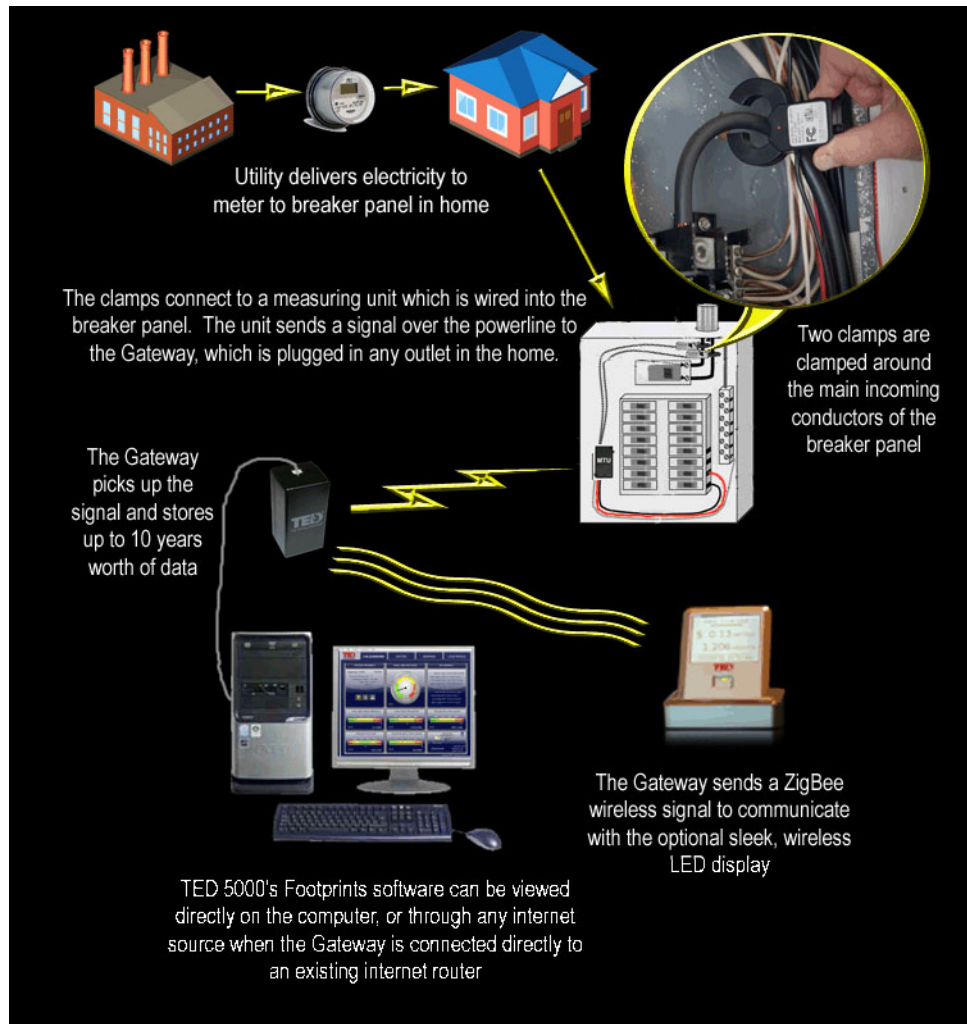 Utility delivers electricity to
meter to breaker panel in home
The clamps connect to a measuring unit which is wired into the
breaker panel. The unit sends a signal over the powerline to
the Gateway, which is plugged in any outlet in the home.
Two clamps are
clamped around
the main incoming
conductors of the
breaker panel
MTU
The Gateway
picks up the
signal and stores
up to 10 years
worth of data
TED
TED
$ 0.13
1.206
TED
The Gateway sends a ZigBee
wireless signal to communicate
with the optional sleek, wireless
LED display
TED 5000's Footprints software can be viewed
directly on the computer, or through any internet
source when the Gateway is connected directly to
an existing internet router